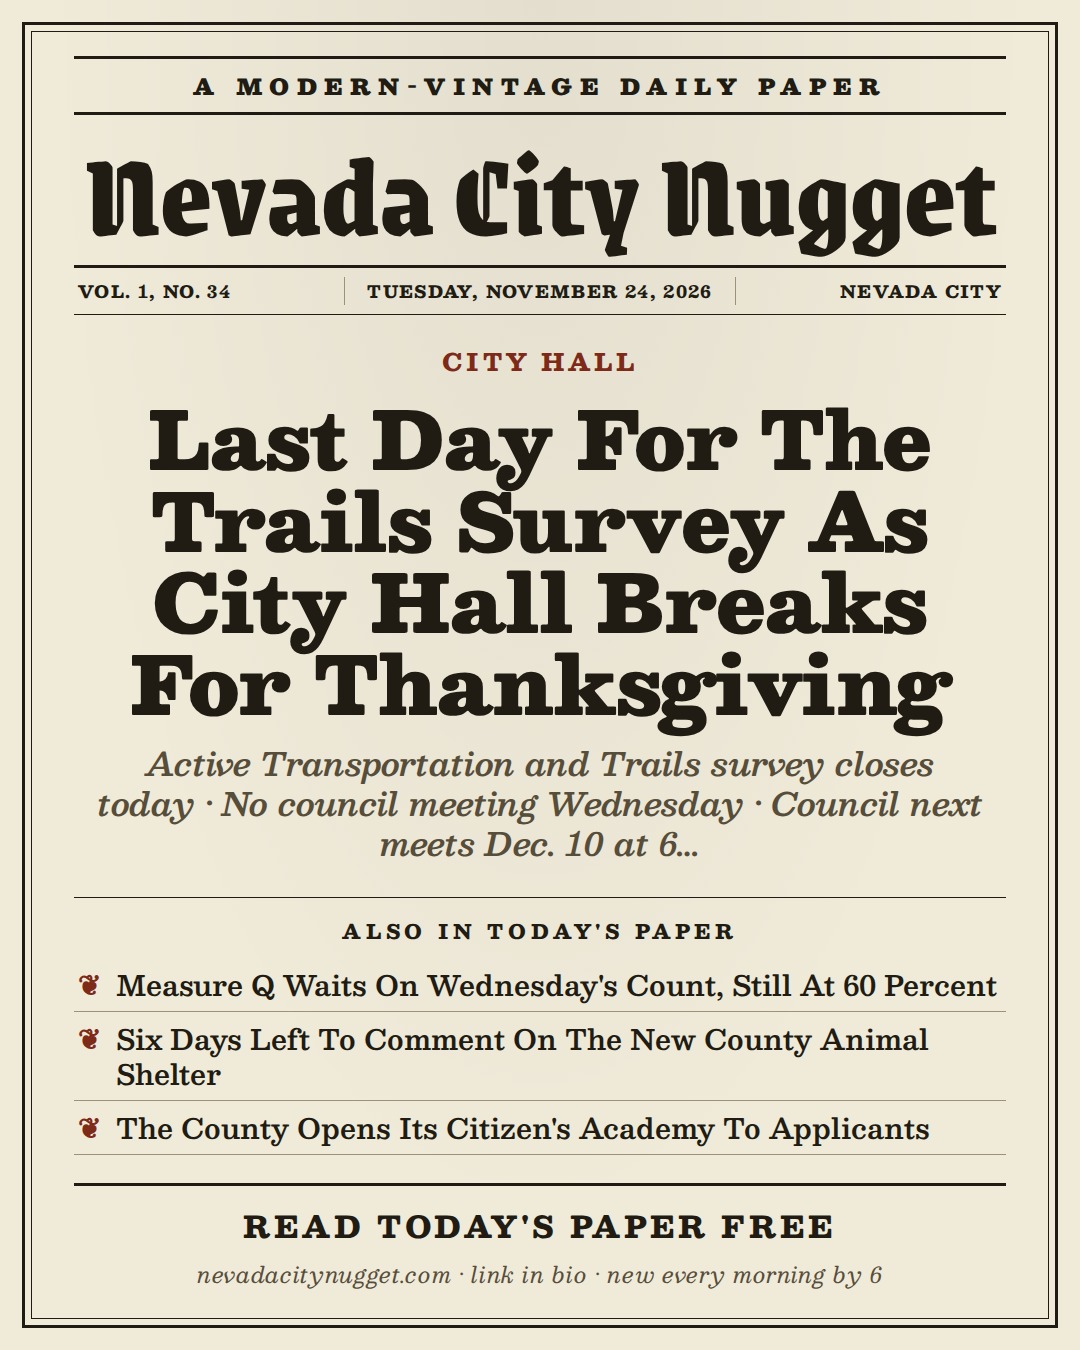 A MODERN-VINTAGE DAILY PAPER
Nevada City Nugget
VOL. 1, NO. 34
TUESDAY, NOVEMBER 24, 2026
NEVADA CITY
CITY HALL
Last Day For The
Trails Survey As
City Hall Breaks
For Thanksgiving
Active Transportation and Trails survey closes
today · No council meeting Wednesday · Council next
meets Dec. 10 at 6…
ALSO IN TODAY'S PAPER
❦ Measure Q Waits On Wednesday's Count, Still At 60 Percent
❦ Six Days Left To Comment On The New County Animal
Shelter
❦ The County Opens Its Citizen's Academy To Applicants
READ TODAY'S PAPER FREE
nevadacitynugget.com · link in bio · new every morning by 6